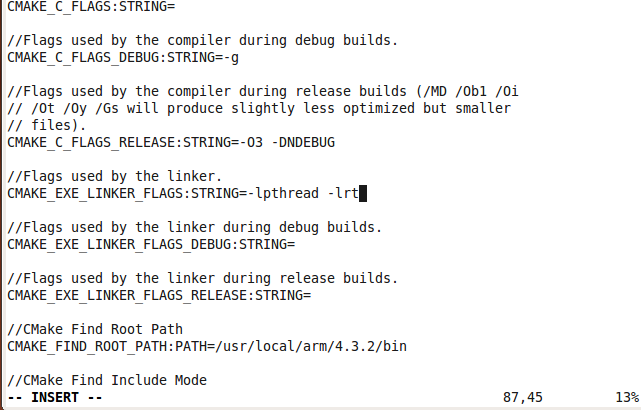 CMAKE_C_FLAGS:STRING=
//Flags used by the compiler during debug builds.
CMAKE_C_FLAGS_DEBUG:STRING=-g
//Flags used by the compiler during release builds (/MD /Ob1 /Oi
// /Ot /Oy /Gs will produce slightly less optimized but smaller
// files).
CMAKE_C_FLAGS_RELEASE:STRING=-O3 -DNDEBUG
//Flags used by the linker.
CMAKE_EXE_LINKER_FLAGS:STRING=-lpthread -lrt
//Flags used by the linker during debug builds.
CMAKE_EXE_LINKER_FLAGS_DEBUG:STRING=
//Flags used by the linker during release builds.
CMAKE_EXE_LINKER_FLAGS_RELEASE:STRING=
//CMake Find Root Path
CMAKE_FIND_ROOT_PATH:PATH=/usr/local/arm/4.3.2/bin
//CMake Find Include Mode
-- INSERT -- 87,45 13%